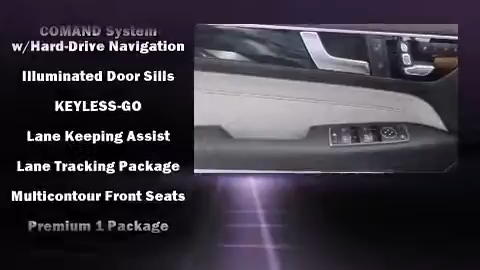 COMAND System
w/Hard-Drive Navigation
Illuminated Door Sills
KEYLESS-GO
Lane Keeping Assist
Lane Tracking Package
Multicontour Front Seats
Premium 1 Package